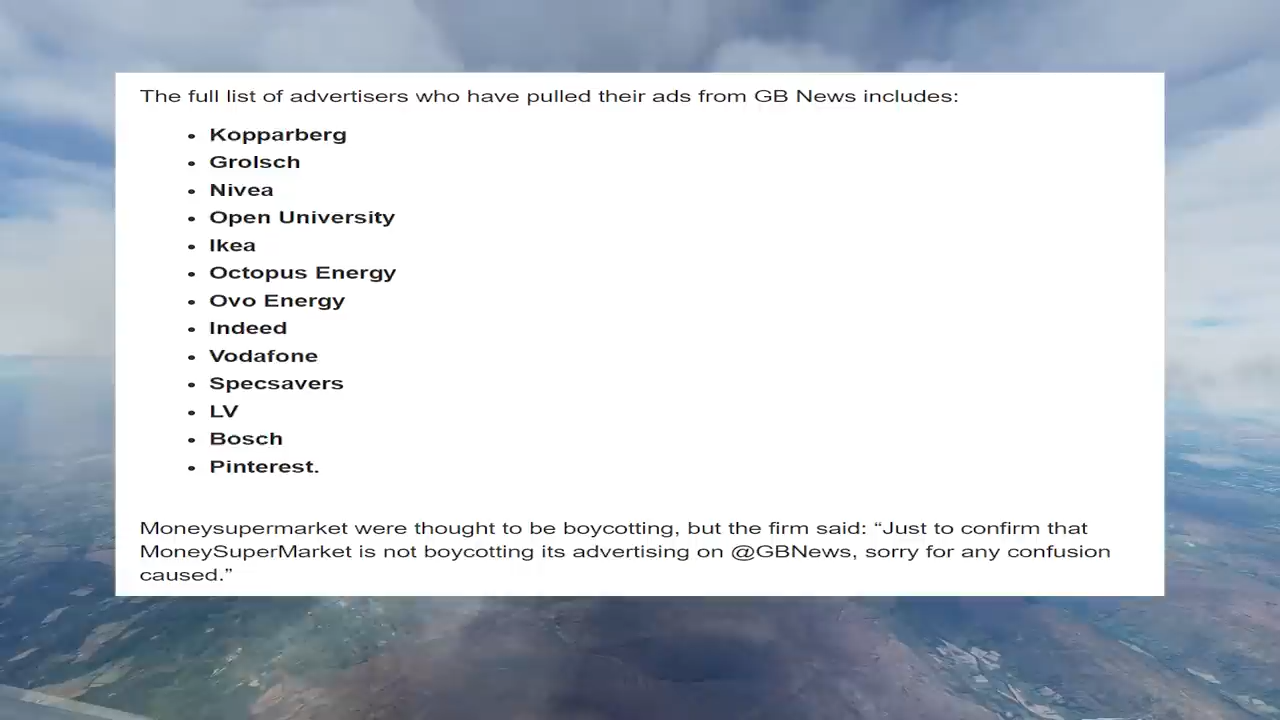 The full list of advertisers who have pulled their ads from GB News includes:
• Kopparberg
• Grolsch
• Nivea
• Open University
• Ikea
• Octopus Energy
• Ovo Energy
• Indeed
• Vodafone
• Specsavers
• LV
• Bosch
• Pinterest.
Moneysupermarket were thought to be boycotting, but the firm said: “Just to confirm that
MoneySuperMarket is not boycotting its advertising on @GBNews, sorry for any confusion
caused.”